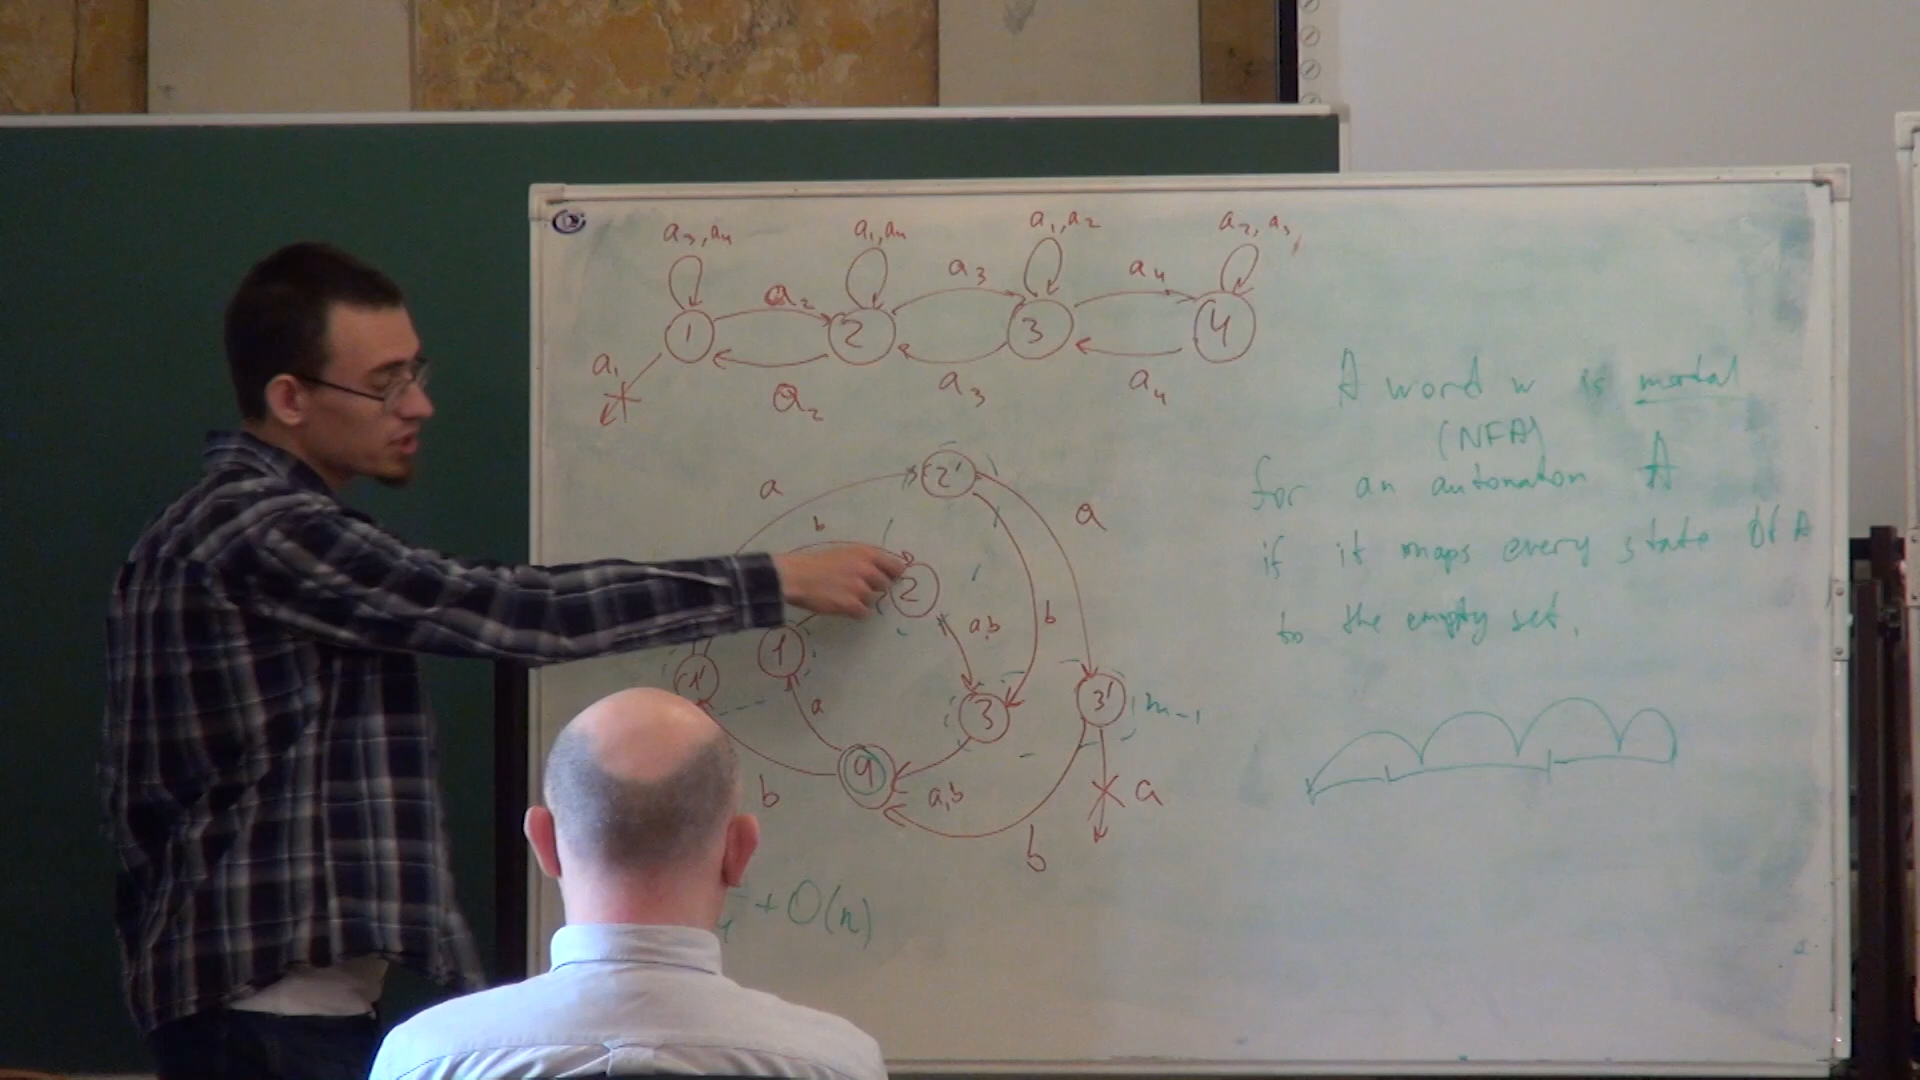 a₃,a₄ a₁,a₄ a₁,a₂ a₂,a₃,
a₂ a₃ a₄
1 2 3 4
a₁ a₂ a₃ a₄
A word w is mortal
(NFA)
for an automaton A
if it maps every state of A
to the empty set.
a 2' a
b 2 a,b b
1' 1 3 3' m-1
a 9 a,b a
b b
+ O(n)